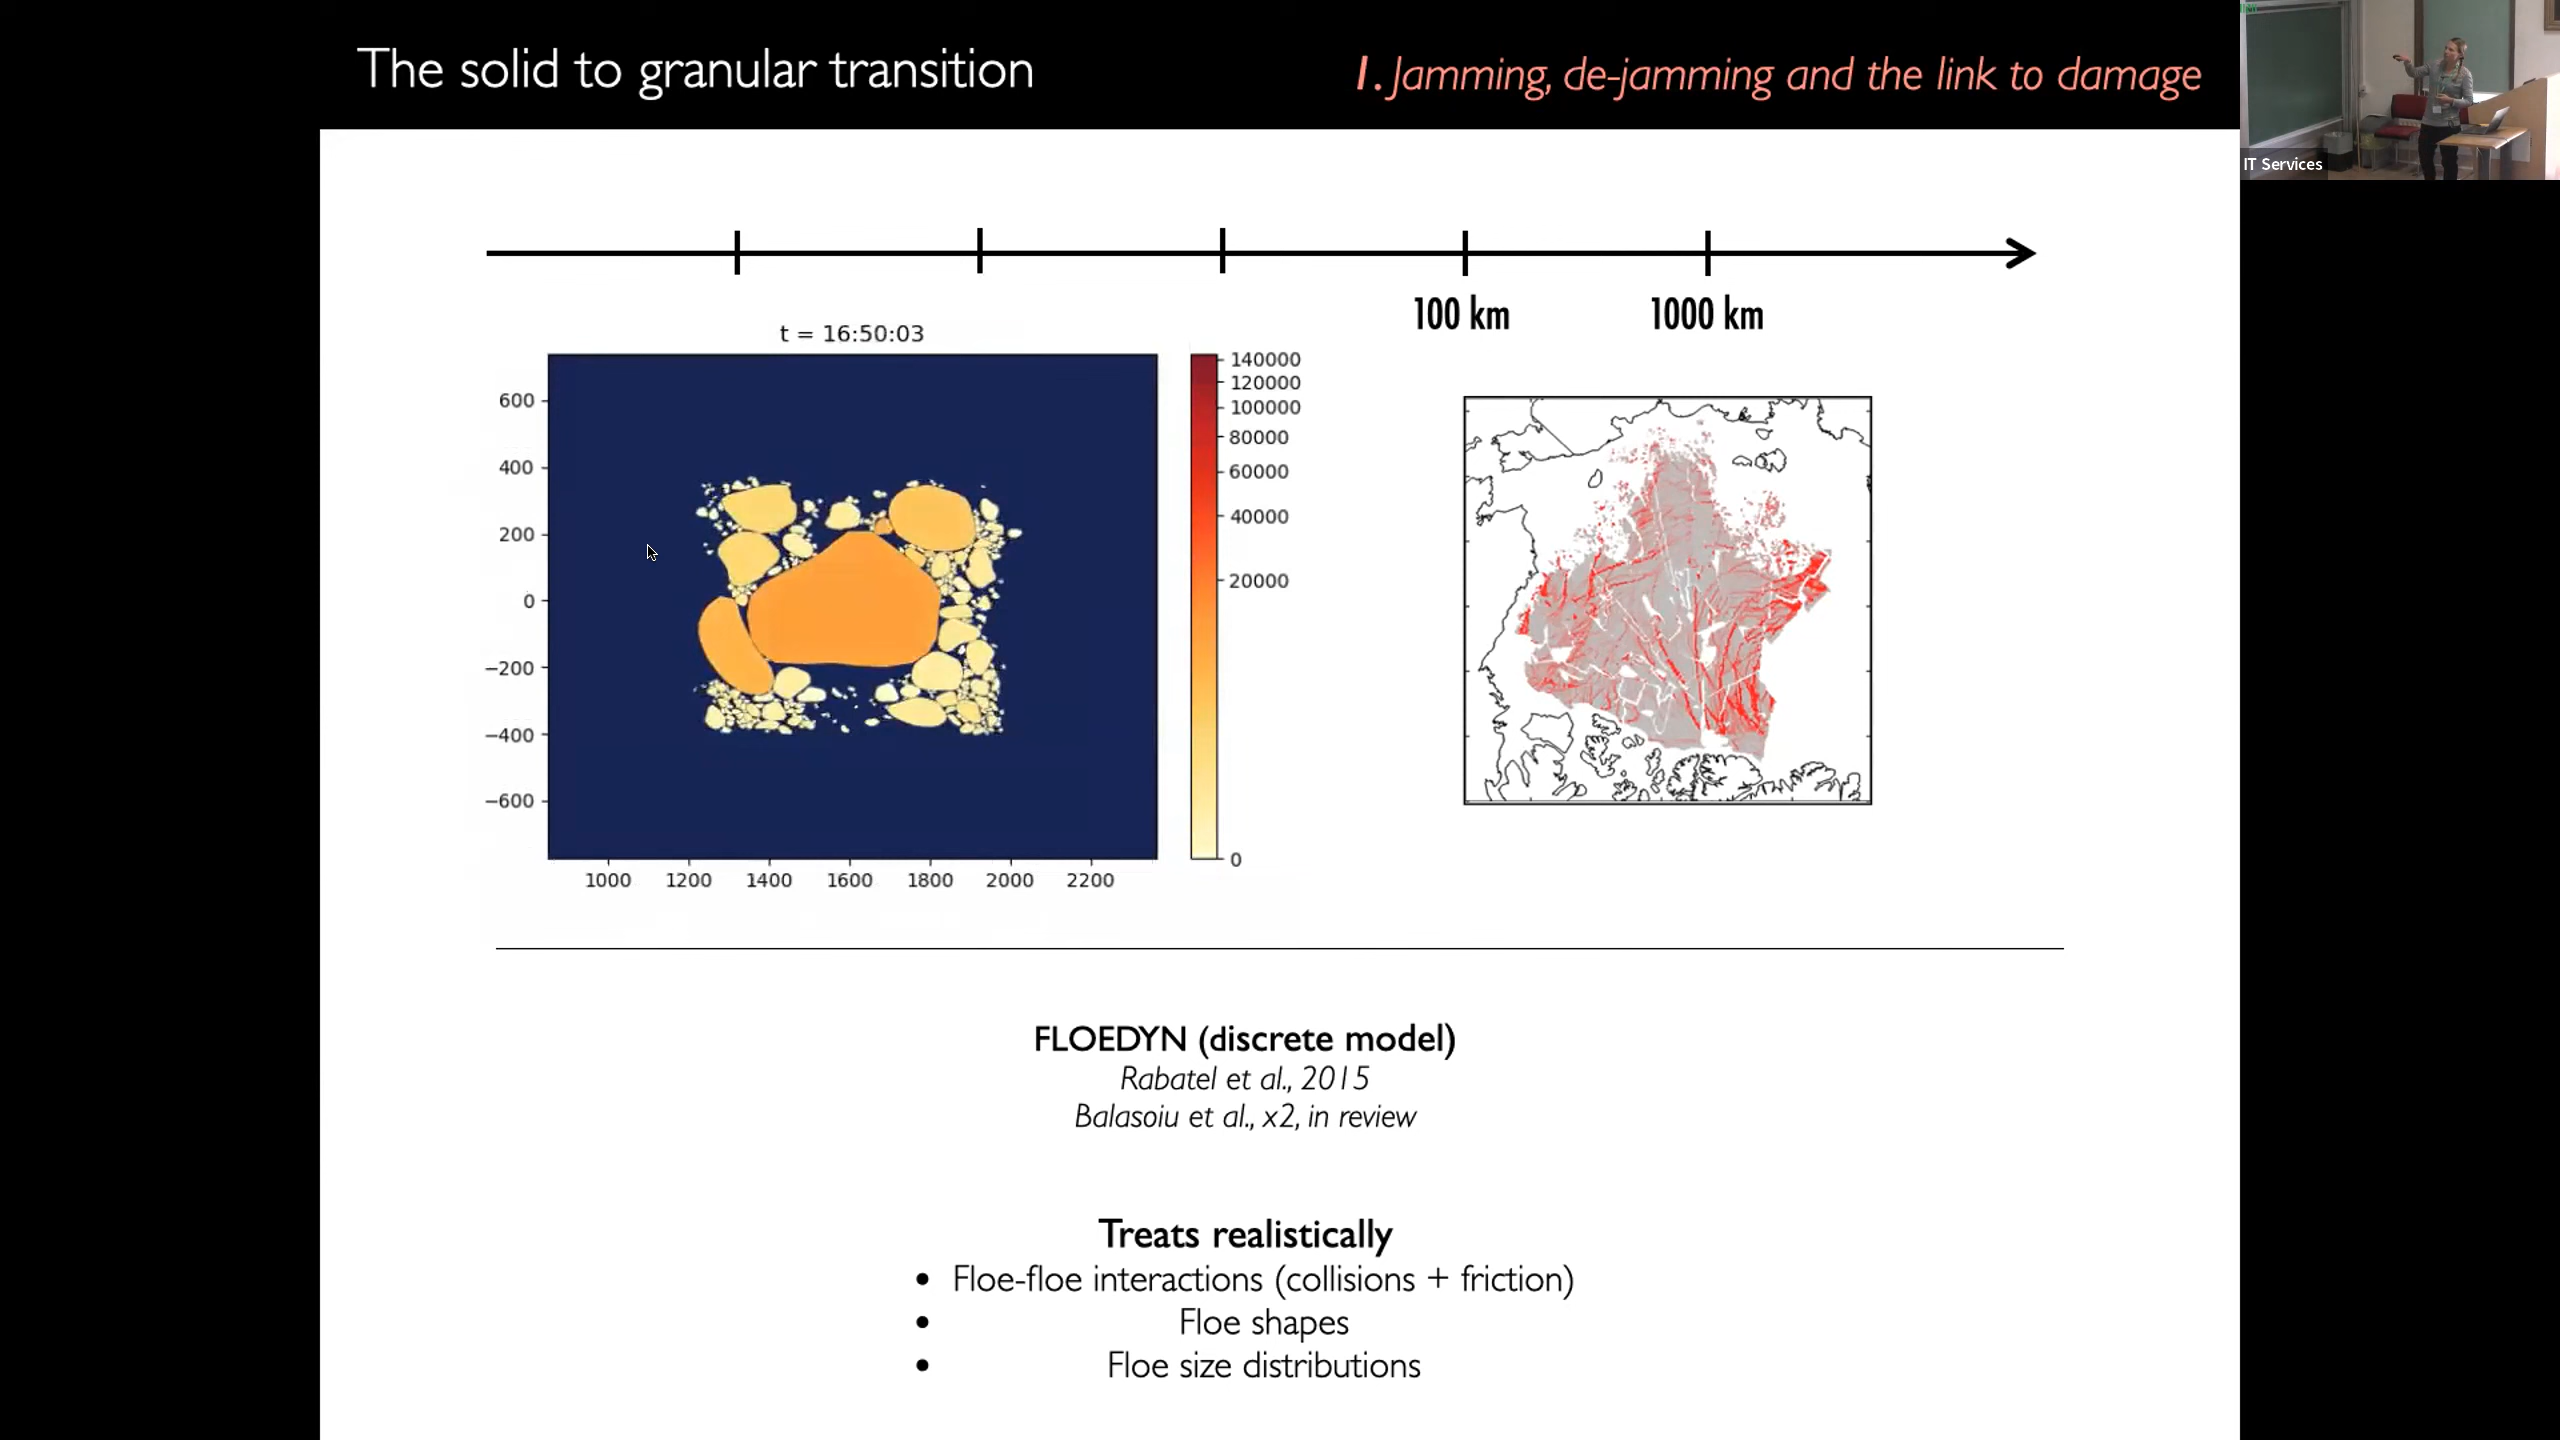 The solid to granular transition
1. Jamming, de-jamming and the link to damage
IT Services
100 km
1000 km
t = 16:50:03
600
400
200
0
−200
−400
−600
1000
1200
1400
1600
1800
2000
2200
140000
120000
100000
80000
60000
40000
20000
0
FLOEDYN (discrete model)
Rabatel et al., 2015
Balasoiu et al., x2, in review
Treats realistically
• Floe-floe interactions (collisions + friction)
• Floe shapes
• Floe size distributions